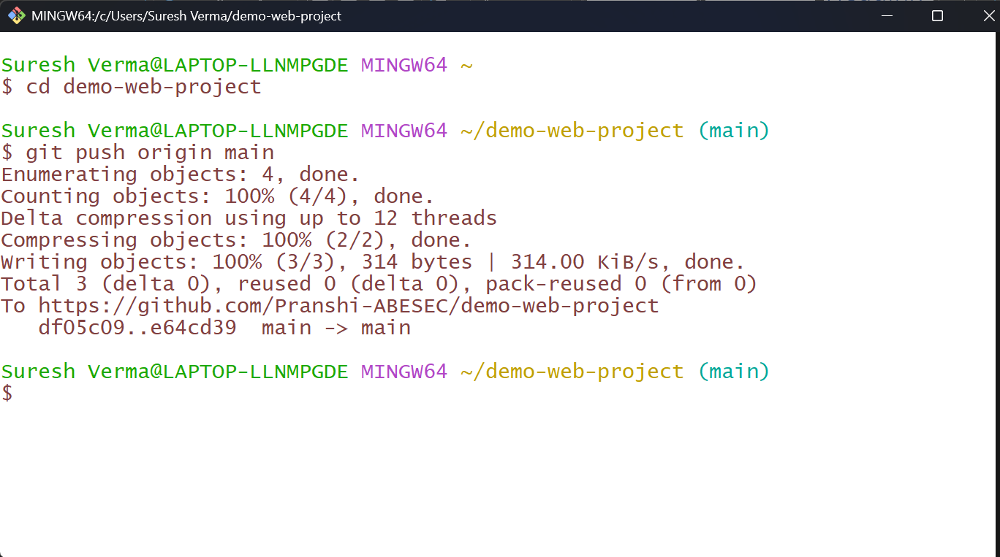 MINGW64:/c/Users/Suresh Verma/demo-web-project
Suresh Verma@LAPTOP-LLNMPGDE MINGW64 ~
$ cd demo-web-project
Suresh Verma@LAPTOP-LLNMPGDE MINGW64 ~/demo-web-project (main)
$ git push origin main
Enumerating objects: 4, done.
Counting objects: 100% (4/4), done.
Delta compression using up to 12 threads
Compressing objects: 100% (2/2), done.
Writing objects: 100% (3/3), 314 bytes | 314.00 KiB/s, done.
Total 3 (delta 0), reused 0 (delta 0), pack-reused 0 (from 0)
To https://github.com/Pranshi-ABESEC/demo-web-project
   df05c09..e64cd39  main -> main
Suresh Verma@LAPTOP-LLNMPGDE MINGW64 ~/demo-web-project (main)
$